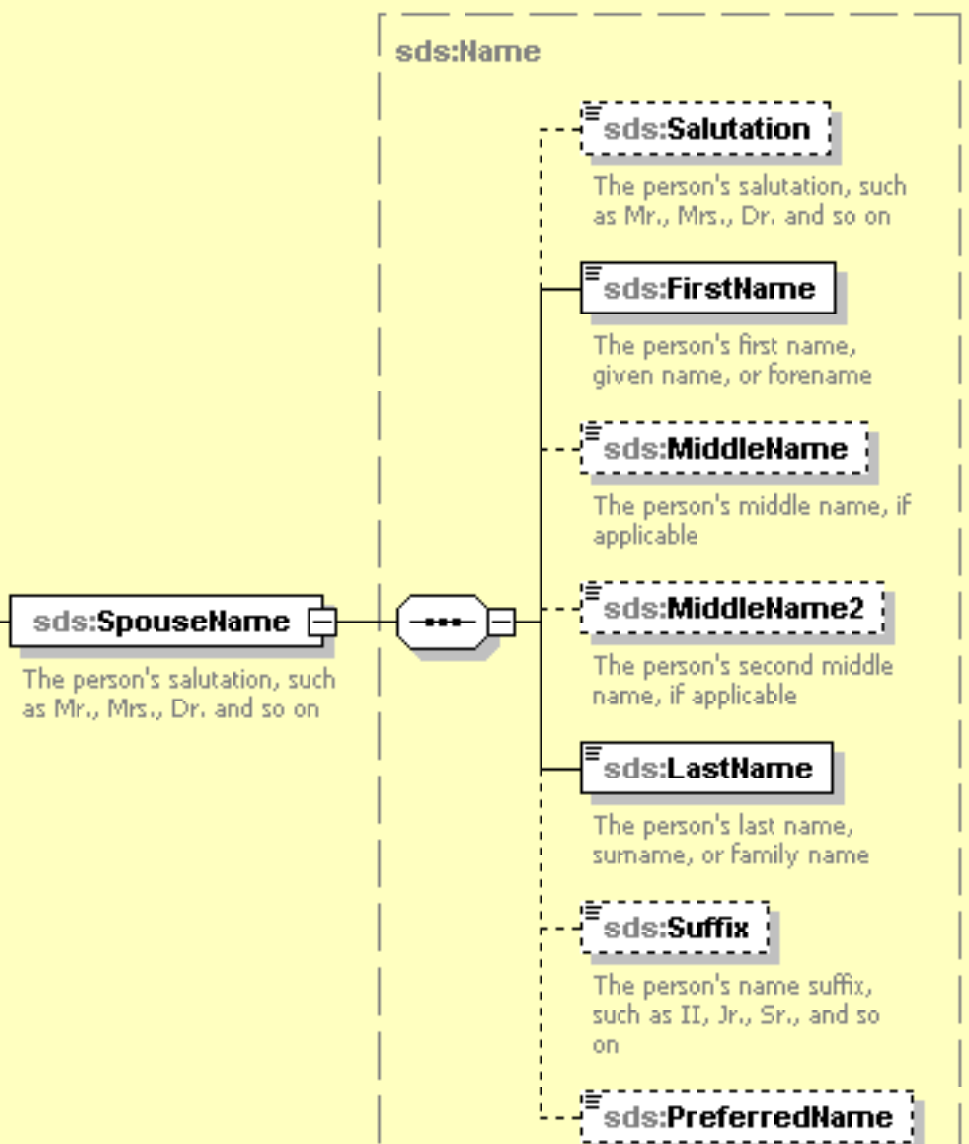 sds:Name
sds:Salutation
The person's salutation, such
as Mr., Mrs., Dr. and so on
sds:FirstName
The person's first name,
given name, or forename
sds:MiddleName
The person's middle name, if
applicable
sds:SpouseName
The person's salutation, such
as Mr., Mrs., Dr. and so on
sds:MiddleName2
The person's second middle
name, if applicable
sds:LastName
The person's last name,
surname, or family name
sds:Suffix
The person's name suffix,
such as II, Jr., Sr., and so
on
sds:PreferredName